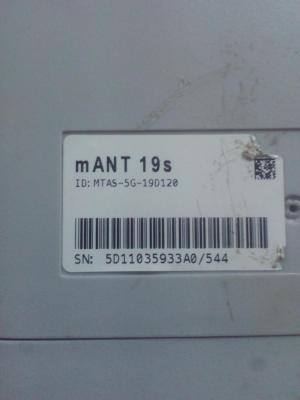 mANT 19s
ID: MTAS-5G-19D120
SN: 5D11035933A0/544